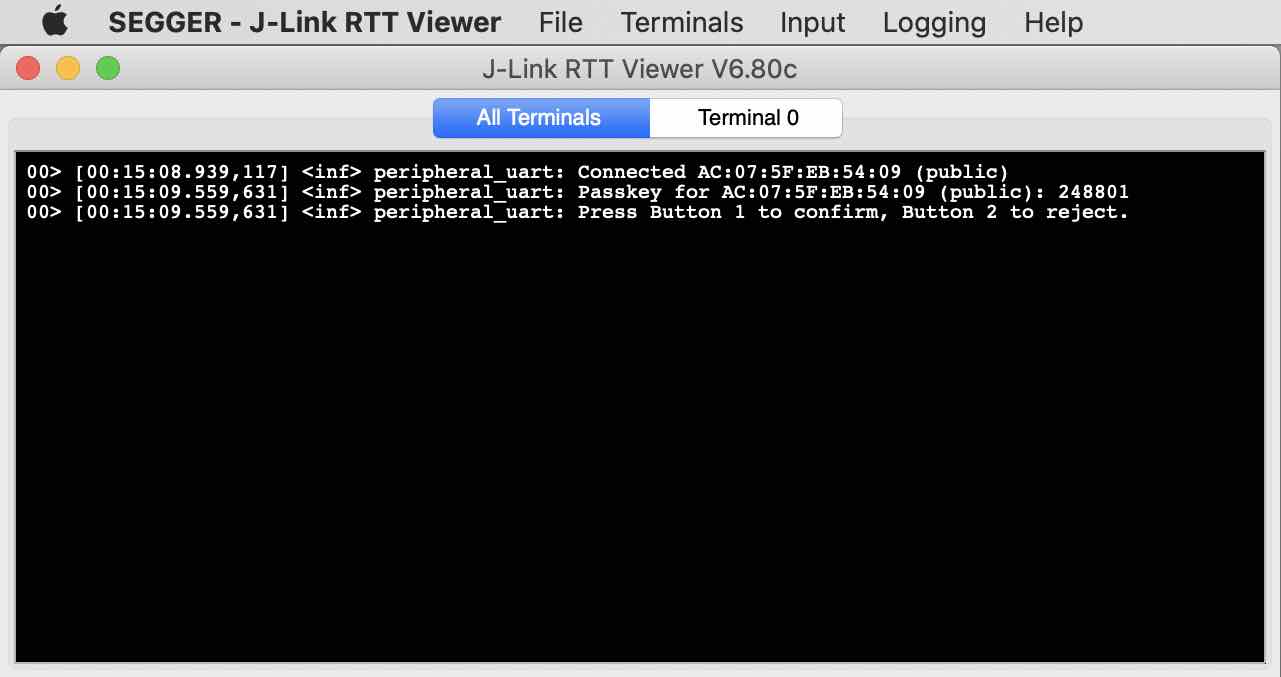 SEGGER - J-Link RTT Viewer File Terminals Input Logging Help
J-Link RTT Viewer V6.80c
All Terminals Terminal 0
00> [00:15:08.939,117] <inf> peripheral_uart: Connected AC:07:5F:EB:54:09 (public)
00> [00:15:09.559,631] <inf> peripheral_uart: Passkey for AC:07:5F:EB:54:09 (public): 248801
00> [00:15:09.559,631] <inf> peripheral_uart: Press Button 1 to confirm, Button 2 to reject.